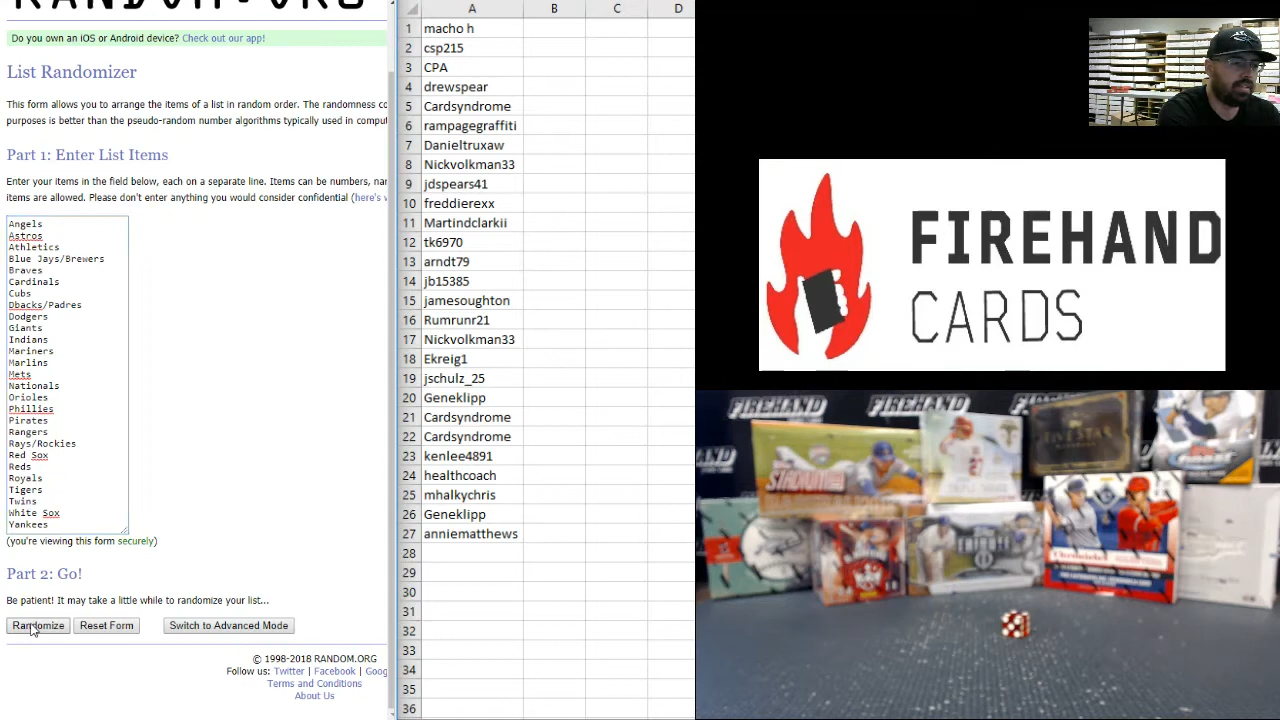 RANDOM.ORG
Do you own an iOS or Android device? Check out our app!
List Randomizer
This form allows you to arrange the items of a list in random order. The randomness co
purposes is better than the pseudo-random number algorithms typically used in comput
Part 1: Enter List Items
Enter your items in the field below, each on a separate line. Items can be numbers, nar
items are allowed. Please don't enter anything you would consider confidential (here's v
Angels
Astros
Athletics
Blue Jays/Brewers
Braves
Cardinals
Cubs
Dbacks/Padres
Dodgers
Giants
Indians
Mariners
Marlins
Mets
Nationals
Orioles
Phillies
Pirates
Rangers
Rays/Rockies
Red Sox
Reds
Royals
Tigers
Twins
White Sox
Yankees
(you're viewing this form securely)
Part 2: Go!
Be patient! It may take a little while to randomize your list...
Randomize Reset Form Switch to Advanced Mode
© 1998-2018 RANDOM.ORG
Follow us: Twitter | Facebook | Goog
Terms and Conditions
About Us
A B C D
1 macho h
2 csp215
3 CPA
4 drewspear
5 Cardsyndrome
6 rampagegraffiti
7 Danieltruxaw
8 Nickvolkman33
9 jdspears41
10 freddierexx
11 Martindclarkii
12 tk6970
13 arndt79
14 jb15385
15 jamesoughton
16 Rumrunr21
17 Nickvolkman33
18 Ekreig1
19 jschulz_25
20 Geneklipp
21 Cardsyndrome
22 Cardsyndrome
23 kenlee4891
24 healthcoach
25 mhalkychris
26 Geneklipp
27 anniematthews
28
29
30
31
32
33
34
35
36
FIREHAND
CARDS
FIREHAND FIREHAND
STADIUM
FIVE STAR
TRIBUTE
Chronicles